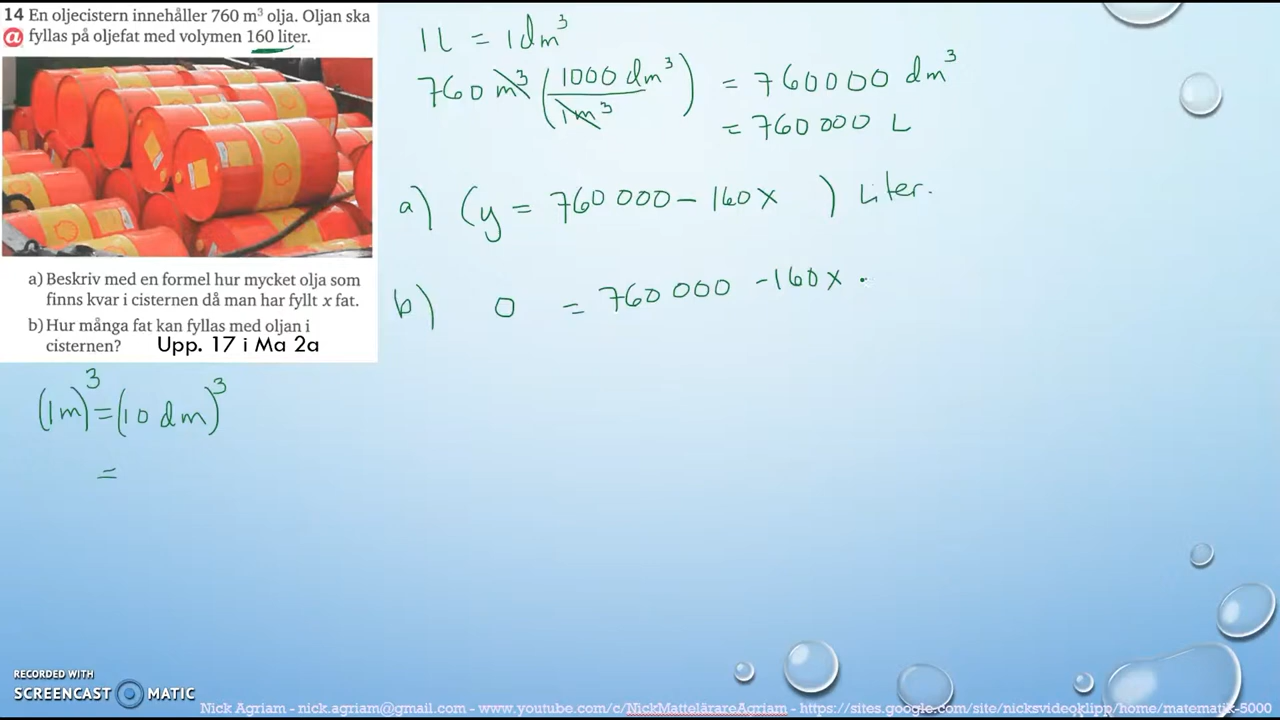 14 En oljecistern innehåller 760 m³ olja. Oljan ska
a fyllas på oljefat med volymen 160 liter.
a) Beskriv med en formel hur mycket olja som
finns kvar i cisternen då man har fyllt x fat.
b) Hur många fat kan fyllas med oljan i
cisternen? Upp. 17 i Ma 2a
(1m)³ = (10 dm)³
=
1L = 1dm³
760 m³ (1000 dm³ / 1m³) = 760000 dm³
= 760 000 L
a) (y = 760 000 - 160x ) Liter.
b) 0 = 760 000 - 160x
RECORDED WITH
SCREENCAST MATIC
Nick Agriam - nick.agriam@gmail.com - www.youtube.com/c/NickMattelärareAgriam - https://sites.google.com/site/nicksvideoklipp/home/matematik-5000